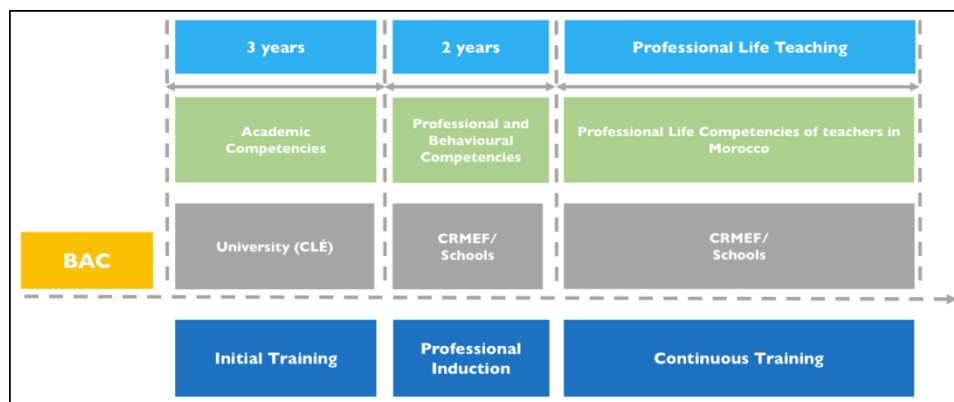 3 years
2 years
Professional Life Teaching
Academic
Competencies
Professional and
Behavioural
Competencies
Professional Life Competencies of teachers in
Morocco
BAC
University (CLÉ)
CRMEF/
Schools
CRMEF/
Schools
Initial Training
Professional
Induction
Continuous Training